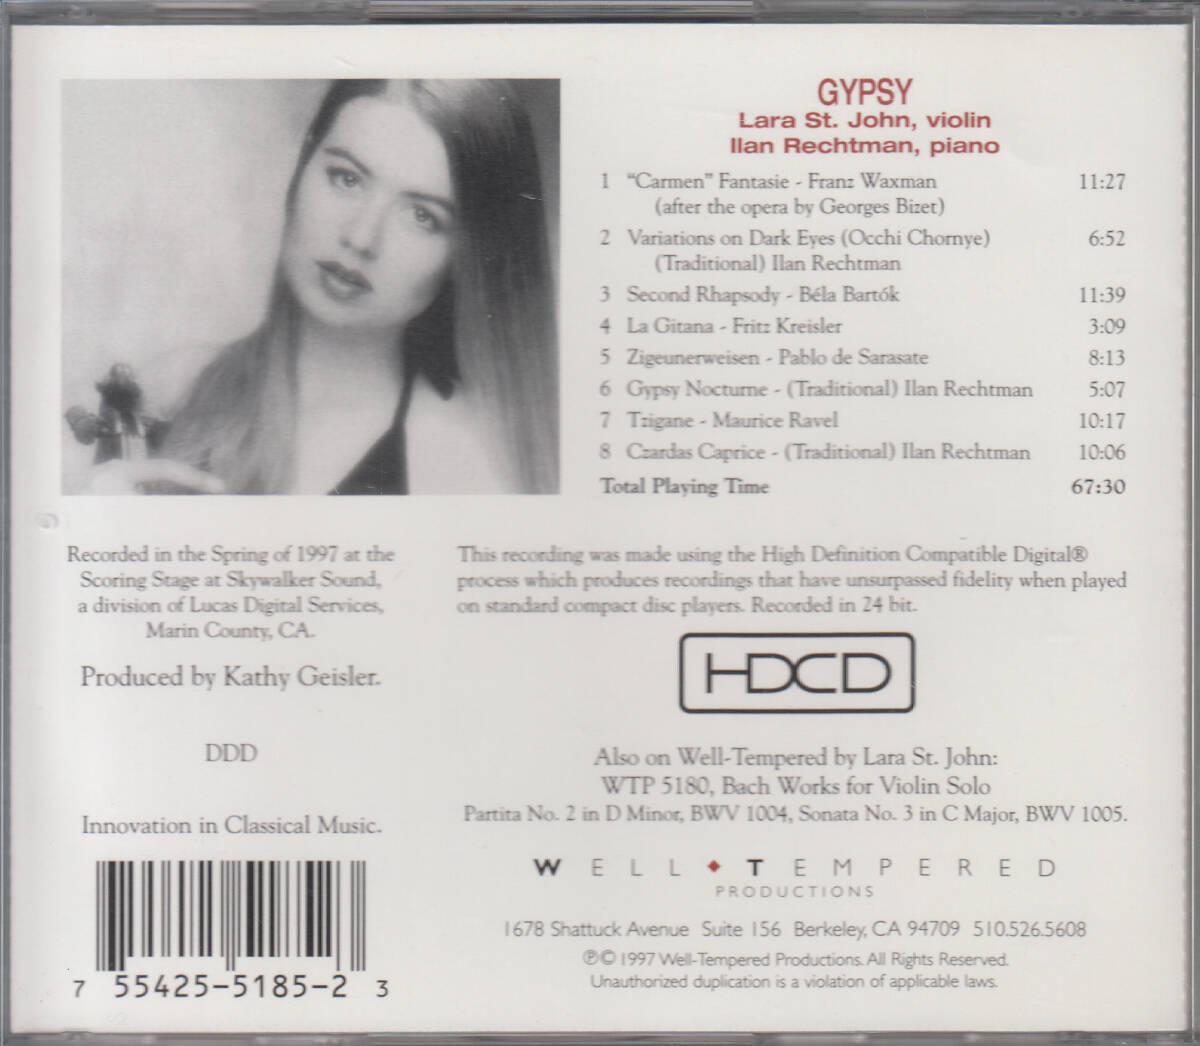 GYPSY
Lara St. John, violin
Ilan Rechtman, piano
1 “Carmen” Fantasie - Franz Waxman 11:27
(after the opera by Georges Bizet)
2 Variations on Dark Eyes (Occhi Chornye) 6:52
(Traditional) Ilan Rechtman
3 Second Rhapsody - Béla Bartók 11:39
4 La Gitana - Fritz Kreisler 3:09
5 Zigeunerweisen - Pablo de Sarasate 8:13
6 Gypsy Nocturne - (Traditional) Ilan Rechtman 5:07
7 Tzigane - Maurice Ravel 10:17
8 Czardas Caprice - (Traditional) Ilan Rechtman 10:06
Total Playing Time 67:30
Recorded in the Spring of 1997 at the
Scoring Stage at Skywalker Sound,
a division of Lucas Digital Services,
Marin County, CA.
Produced by Kathy Geisler.
DDD
Innovation in Classical Music.
7 55425-5185-2 3
This recording was made using the High Definition Compatible Digital®
process which produces recordings that have unsurpassed fidelity when played
on standard compact disc players. Recorded in 24 bit.
HDCD
Also on Well-Tempered by Lara St. John:
WTP 5180, Bach Works for Violin Solo
Partita No. 2 in D Minor, BWV 1004, Sonata No. 3 in C Major, BWV 1005.
WELL TEMPERED
PRODUCTIONS
1678 Shattuck Avenue Suite 156 Berkeley, CA 94709 510.526.5608
℗© 1997 Well-Tempered Productions. All Rights Reserved.
Unauthorized duplication is a violation of applicable laws.